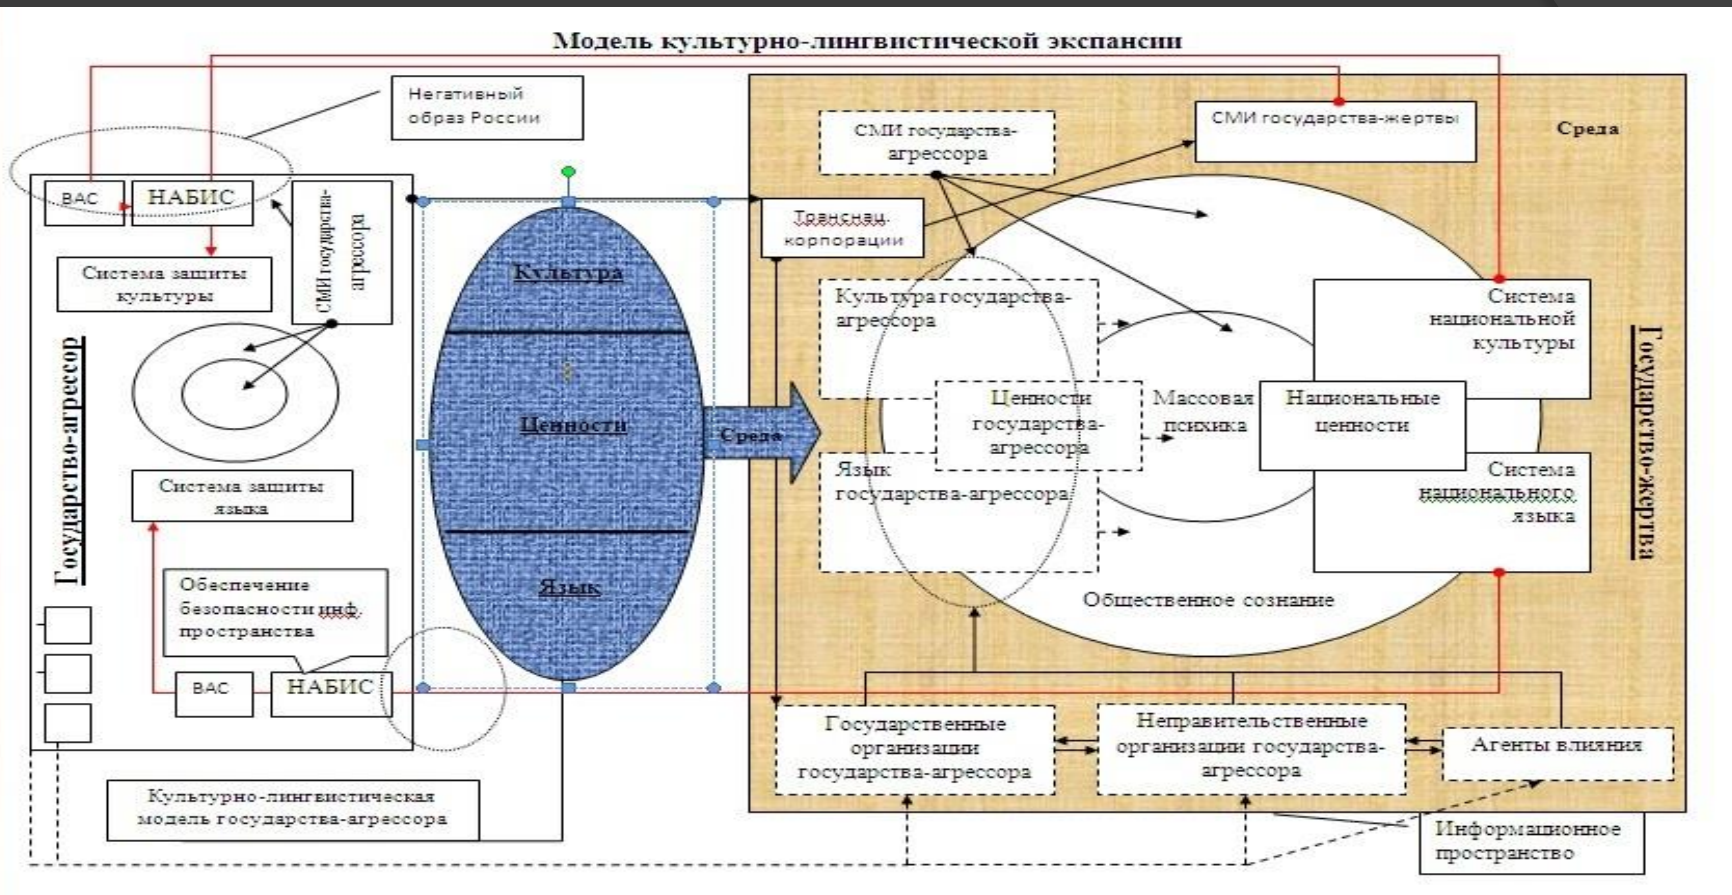 Модель культурно-лингвистической экспансии
Негативный
образ России
СМИ государства-
агрессора
СМИ государства-жертвы
Среда
ВАС
НАБИС
СМИ государства-
агрессора
Транснац.
корпорации
Система защиты
культуры
Культура
Культура государства-
агрессора
Система
национальной
культуры
Государство-агрессор
Ценности
Среда
Ценности
государства-
агрессора
Массовая
психика
Национальные
ценности
Государство-жертва
Система защиты
языка
Язык
государства-агрессора
Система
национального
языка
Обеспечение
безопасности инф.
пространства
Язык
Общественное сознание
ВАС
НАБИС
Государственные
организации
государства-агрессора
Неправительственные
организации государства-
агрессора
Агенты влияния
Культурно-лингвистическая
модель государства-агрессора
Информационное
пространство